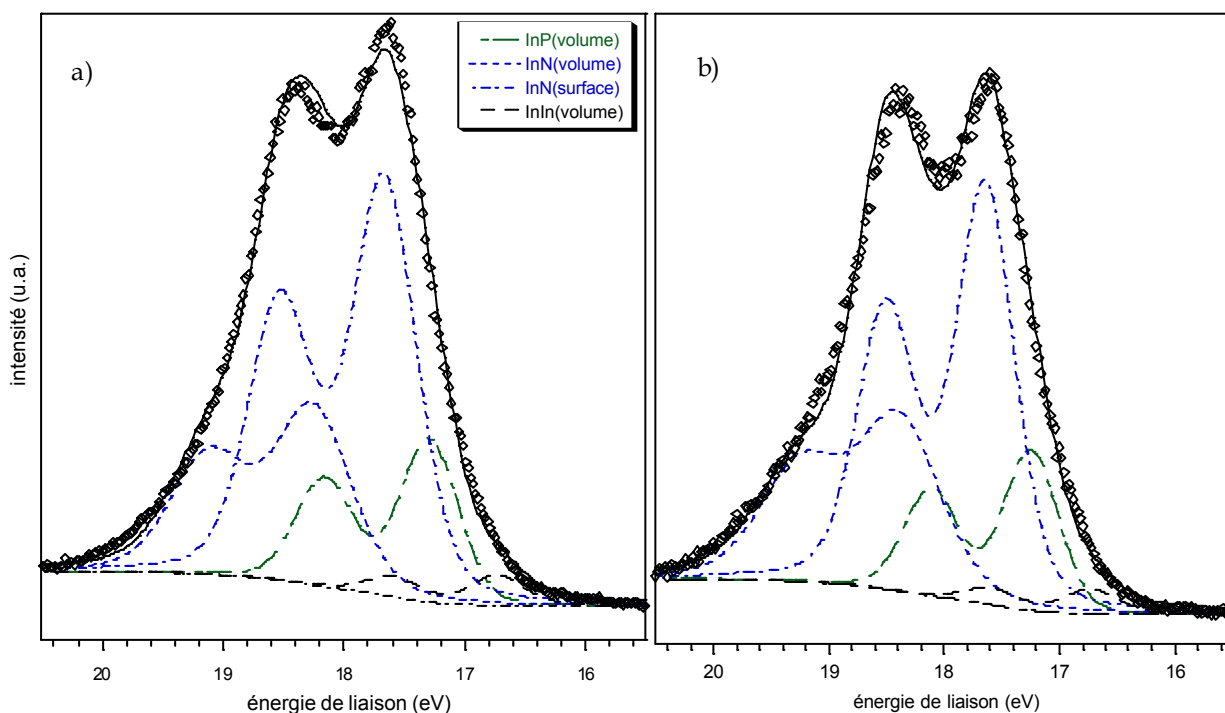 a)
InP(volume)
InN(volume)
InN(surface)
InIn(volume)
b)
intensité (u.a.)
20 19 18 17 16
20 19 18 17 16
énergie de liaison (eV)
énergie de liaison (eV)